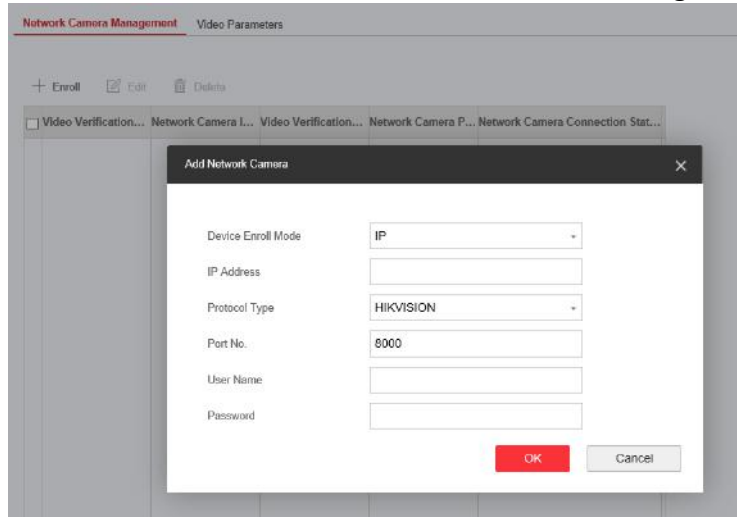 Network Camera Management Video Parameters
+ Enroll Edit Delete
Video Verification... Network Camera I... Video Verification... Network Camera P... Network Camera Connection Stat...
Add Network Camera ×
Device Enroll Mode IP
IP Address
Protocol Type HIKVISION
Port No. 8000
User Name
Password
OK Cancel